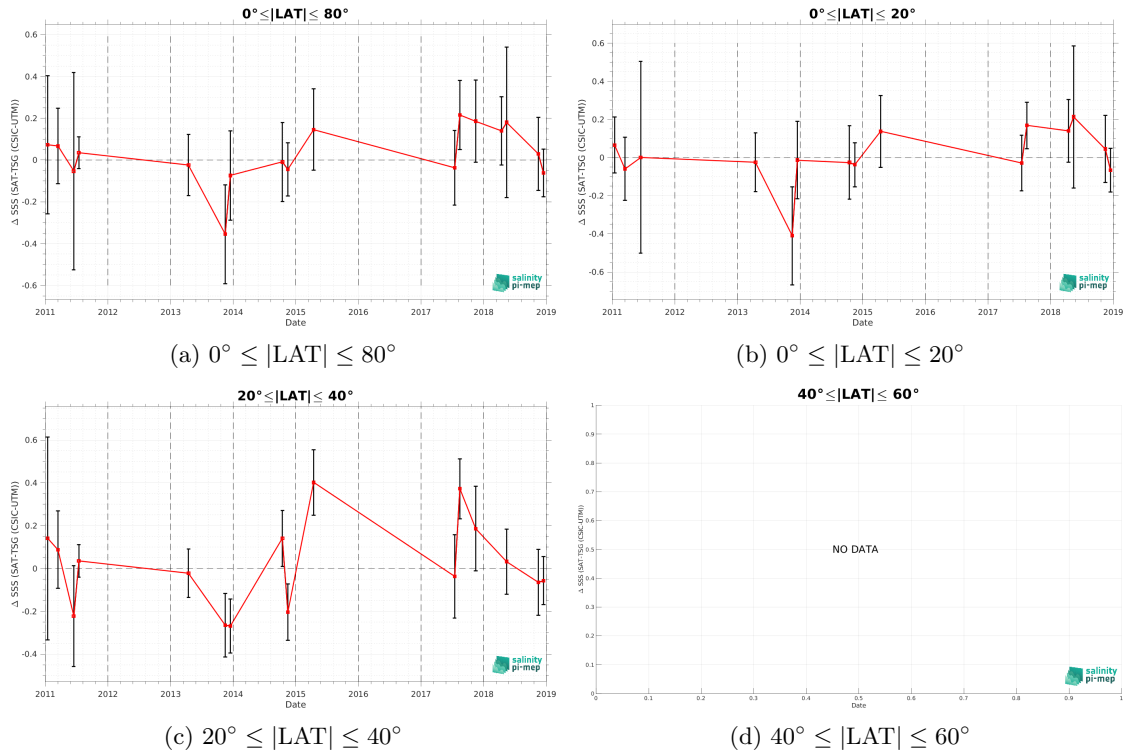 0°≤|LAT|≤ 80°
Δ SSS (SAT-TSG (CSIC-UTM))
0.6
0.4
0.2
0
-0.2
-0.4
-0.6
2011 2012 2013 2014 2015 2016 2017 2018 2019
Date
salinity
pi-mep
(a) 0° ≤ |LAT| ≤ 80°
0°≤|LAT|≤ 20°
Δ SSS (SAT-TSG (CSIC-UTM))
0.6
0.4
0.2
0
-0.2
-0.4
-0.6
2011 2012 2013 2014 2015 2016 2017 2018 2019
Date
salinity
pi-mep
(b) 0° ≤ |LAT| ≤ 20°
20°≤|LAT|≤ 40°
Δ SSS (SAT-TSG (CSIC-UTM))
0.6
0.4
0.2
0
-0.2
-0.4
2011 2012 2013 2014 2015 2016 2017 2018 2019
Date
salinity
pi-mep
(c) 20° ≤ |LAT| ≤ 40°
40°≤|LAT|≤ 60°
Δ SSS (SAT-TSG (CSIC-UTM))
1
0.9
0.8
0.7
0.6
0.5
0.4
0.3
0.2
0.1
0
NO DATA
0 0.1 0.2 0.3 0.4 0.5 0.6 0.7 0.8 0.9 1
Date
salinity
pi-mep
(d) 40° ≤ |LAT| ≤ 60°